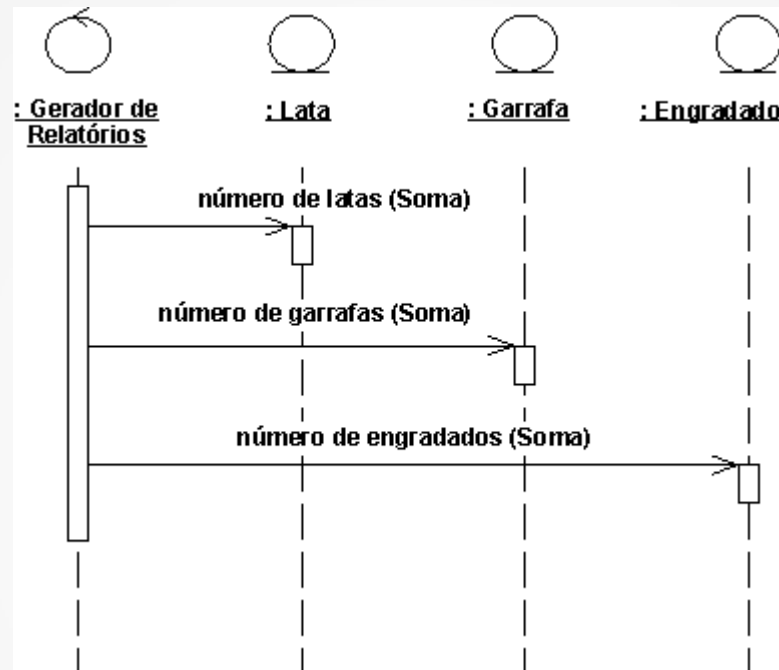 : Gerador de
Relatórios
: Lata
: Garrafa
: Engradado
número de latas (Soma)
número de garrafas (Soma)
número de engradados (Soma)